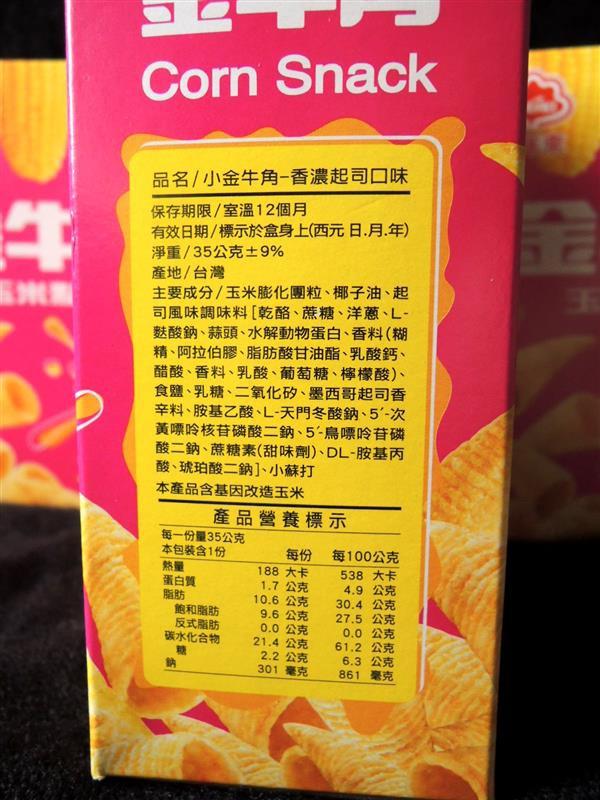 金牛角
Corn Snack
品名/小金牛角-香濃起司口味
保存期限/室溫12個月
有效日期/標示於盒身上(西元 日.月.年)
淨重/35公克±9%
產地/台灣
主要成分/玉米膨化團粒、椰子油、起
司風味調味料[乾酪、蔗糖、洋蔥、L-
麩酸鈉、蒜頭、水解動物蛋白、香料(糊
精、阿拉伯膠、脂肪酸甘油酯、乳酸鈣、
醋酸、香料、乳酸、葡萄糖、檸檬酸)、
食鹽、乳糖、二氧化矽、墨西哥起司香
辛料、胺基乙酸、L-天門冬酸鈉、5´-次
黃嘌呤核苷磷酸二鈉、5´-鳥嘌呤苷磷
酸二鈉、蔗糖素(甜味劑)、DL-胺基丙
酸、琥珀酸二鈉]、小蘇打
本產品含基因改造玉米
產品營養標示
每一份量35公克
本包裝含1份 每份 每100公克
熱量 188 大卡 538 大卡
蛋白質 1.7 公克 4.9 公克
脂肪 10.6 公克 30.4 公克
飽和脂肪 9.6 公克 27.5 公克
反式脂肪 0.0 公克 0.0 公克
碳水化合物 21.4 公克 61.2 公克
糖 2.2 公克 6.3 公克
鈉 301 毫克 861 毫克
牛
玉米
金
玉